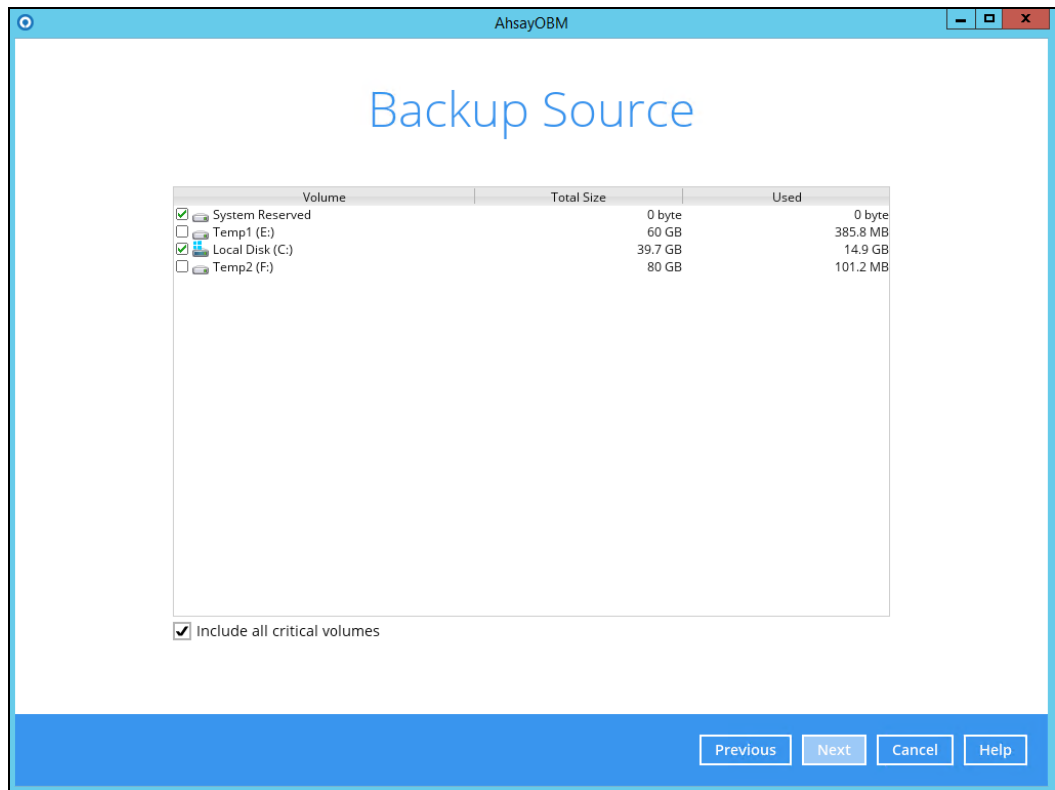 AhsayOBM
Backup Source
Volume Total Size Used
System Reserved 0 byte 0 byte
Temp1 (E:) 60 GB 385.8 MB
Local Disk (C:) 39.7 GB 14.9 GB
Temp2 (F:) 80 GB 101.2 MB
Include all critical volumes
Previous Next Cancel Help